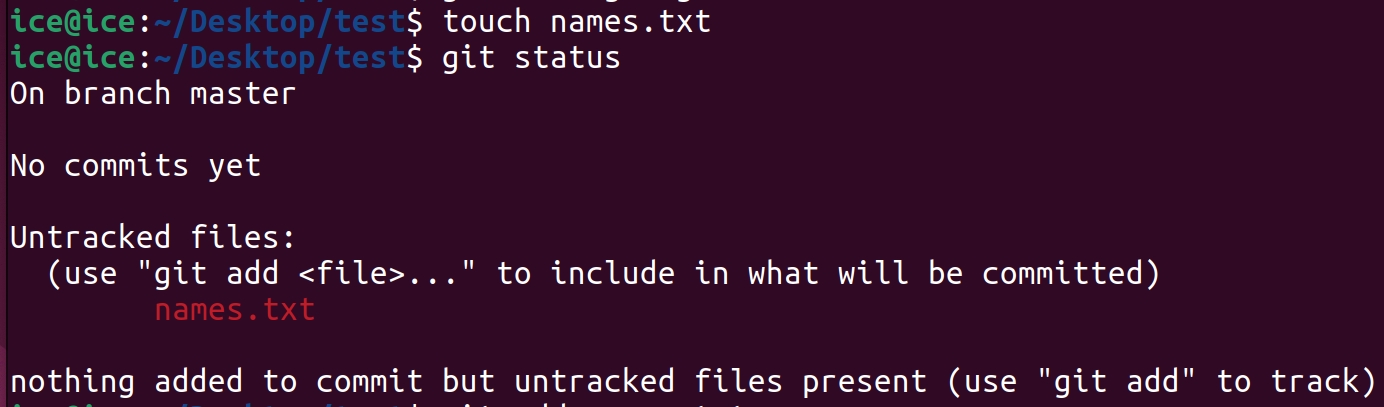 ice@ice:~/Desktop/test$ touch names.txt
ice@ice:~/Desktop/test$ git status
On branch master
No commits yet
Untracked files:
(use "git add <file>..." to include in what will be committed)
names.txt
nothing added to commit but untracked files present (use "git add" to track)